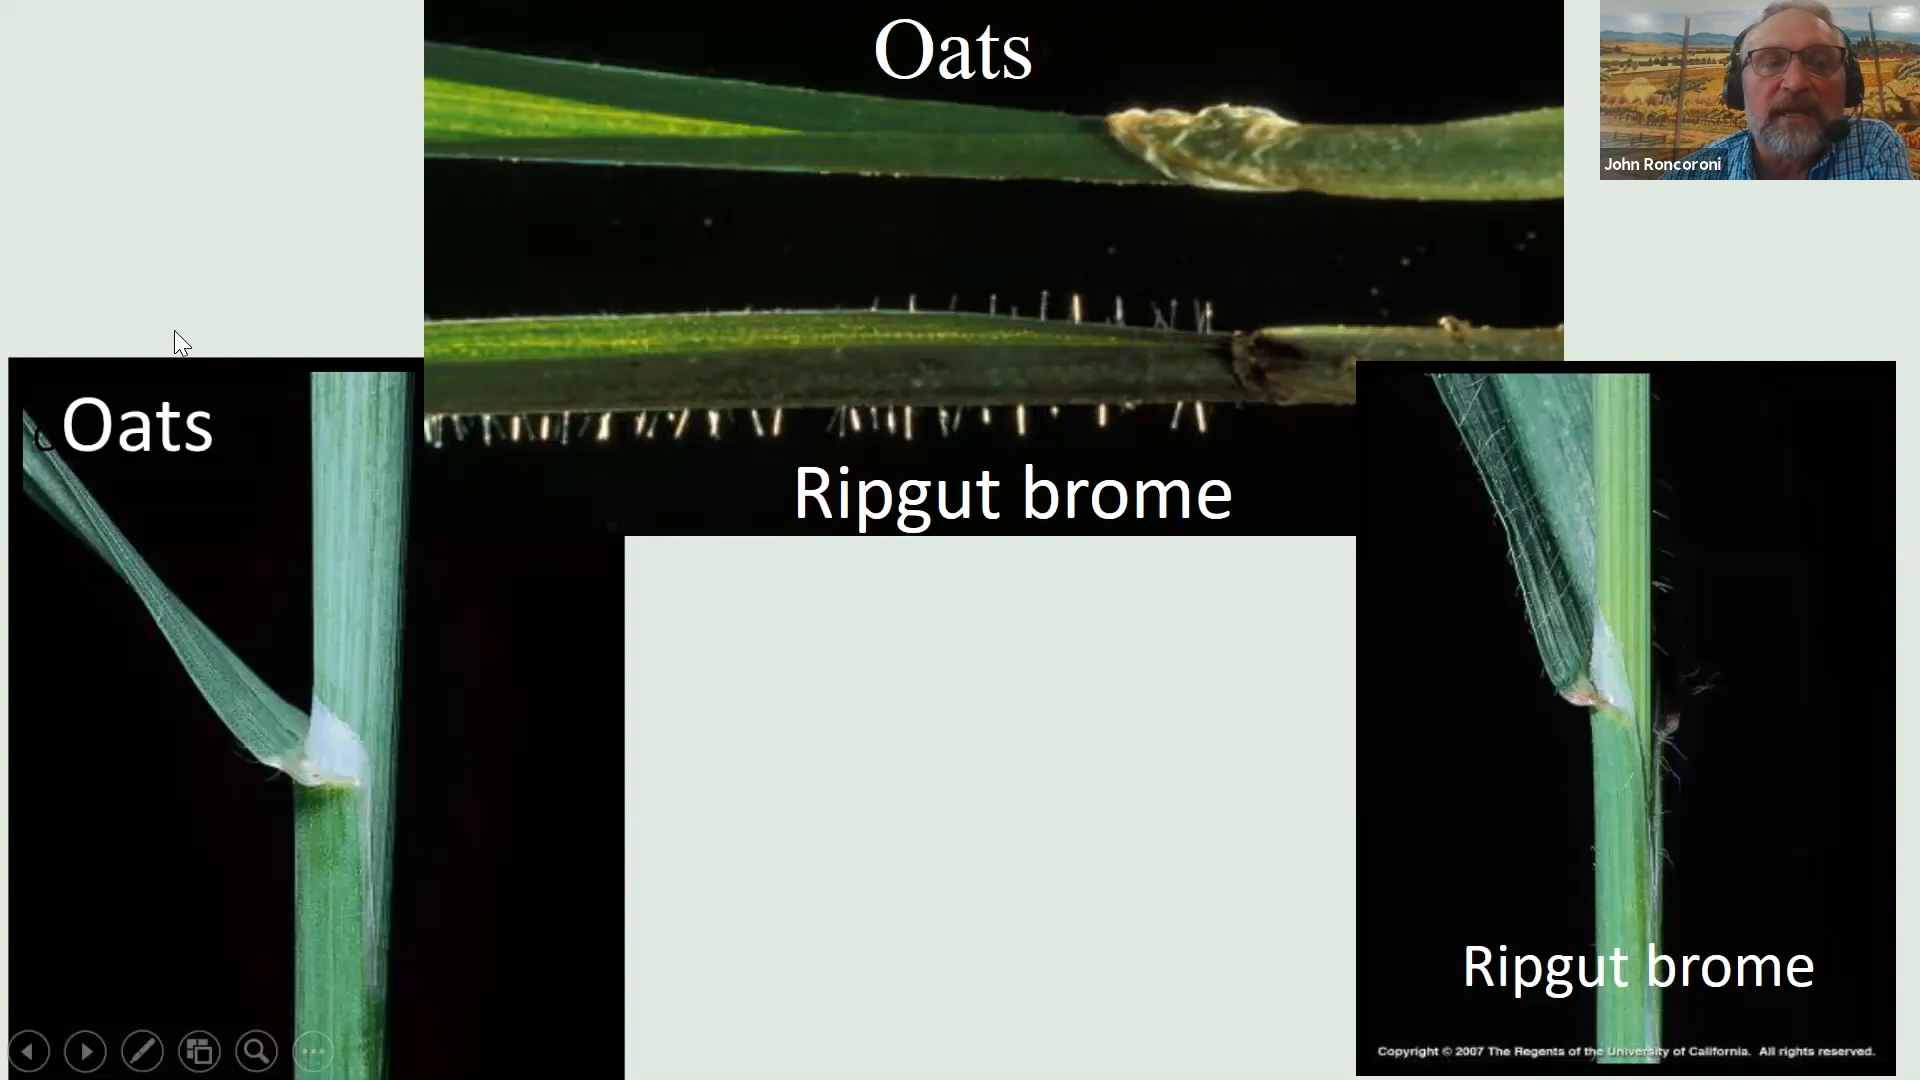 Oats
John Roncoroni
Oats
Ripgut brome
Ripgut brome
Copyright © 2007 The Regents of the University of California. All rights reserved.